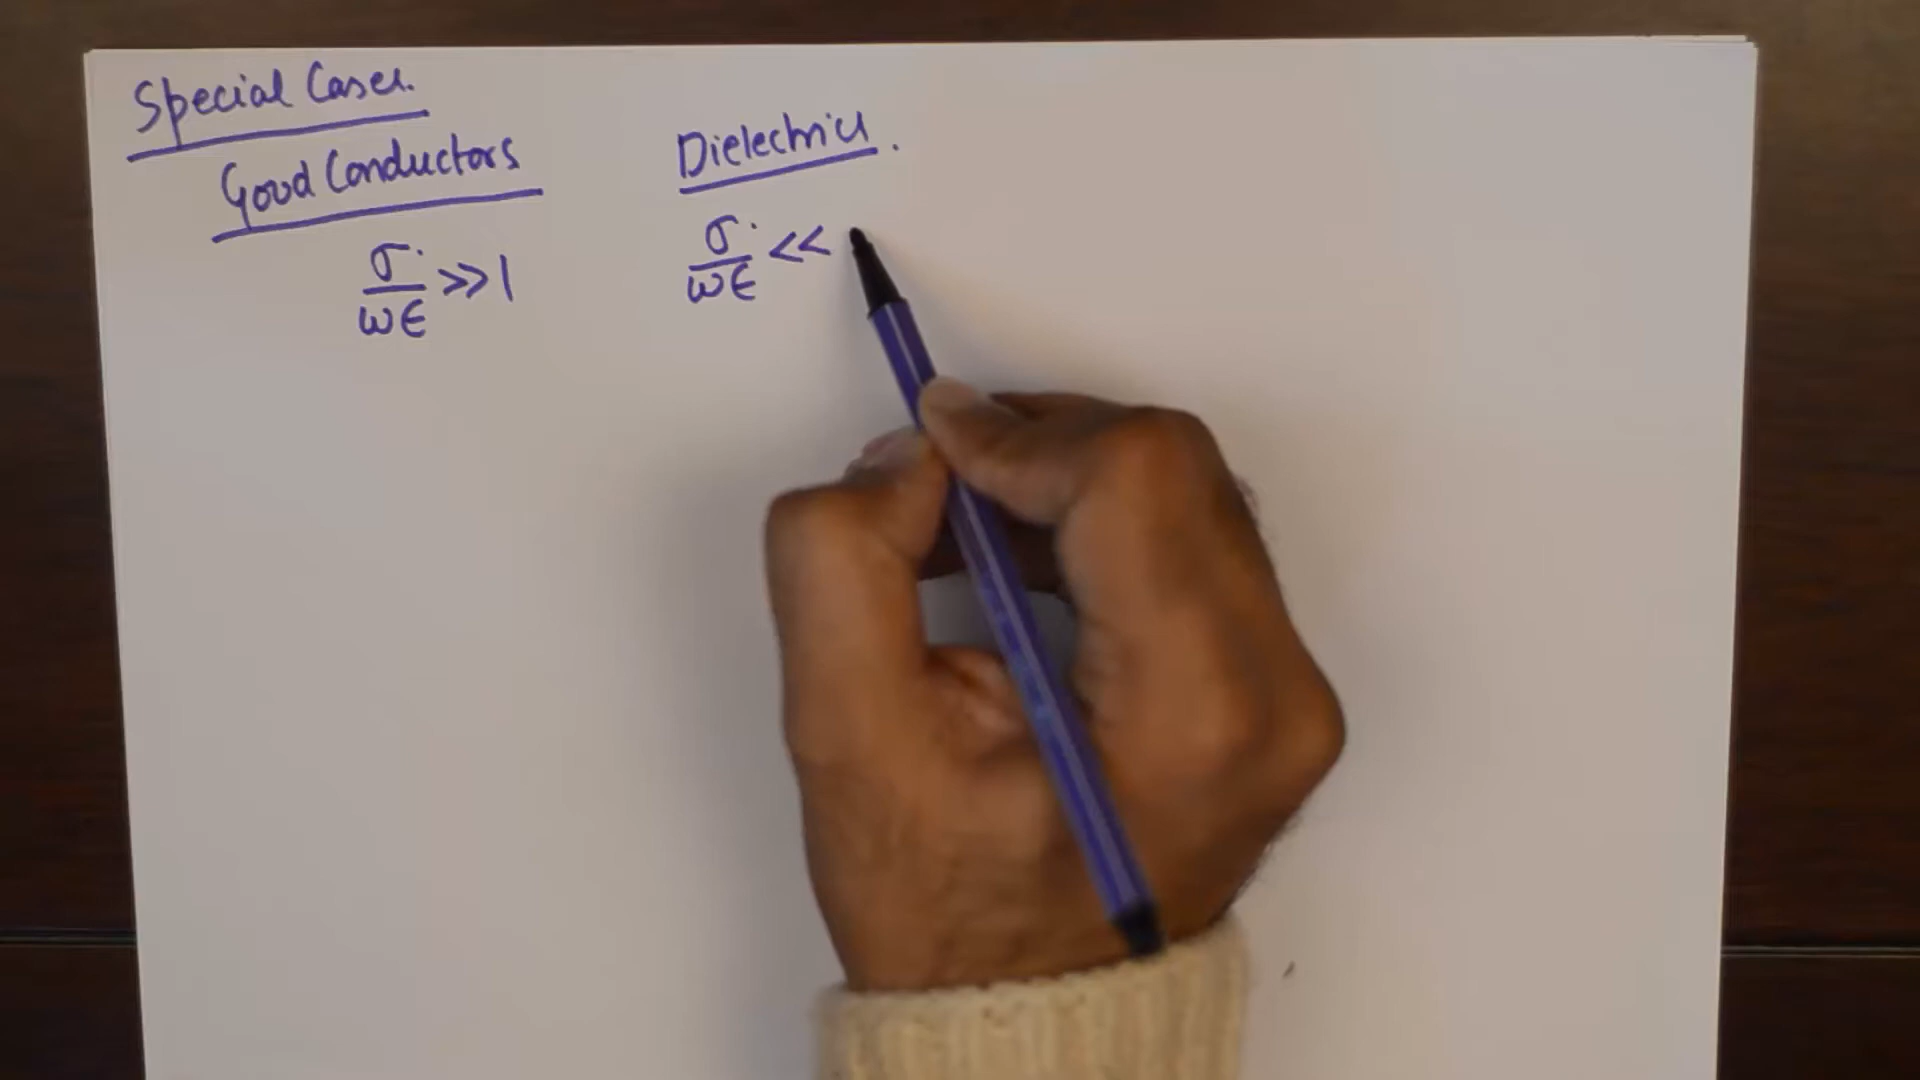 Special Cases.
Good Conductors
σ/ωϵ >> 1
Dielectrics.
σ/ωϵ <<